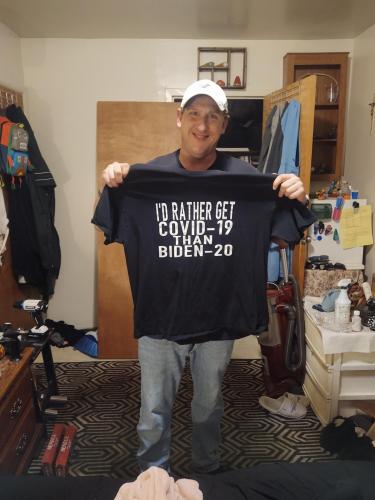 I'D RATHER GET
COVID-19
THAN
BIDEN-20